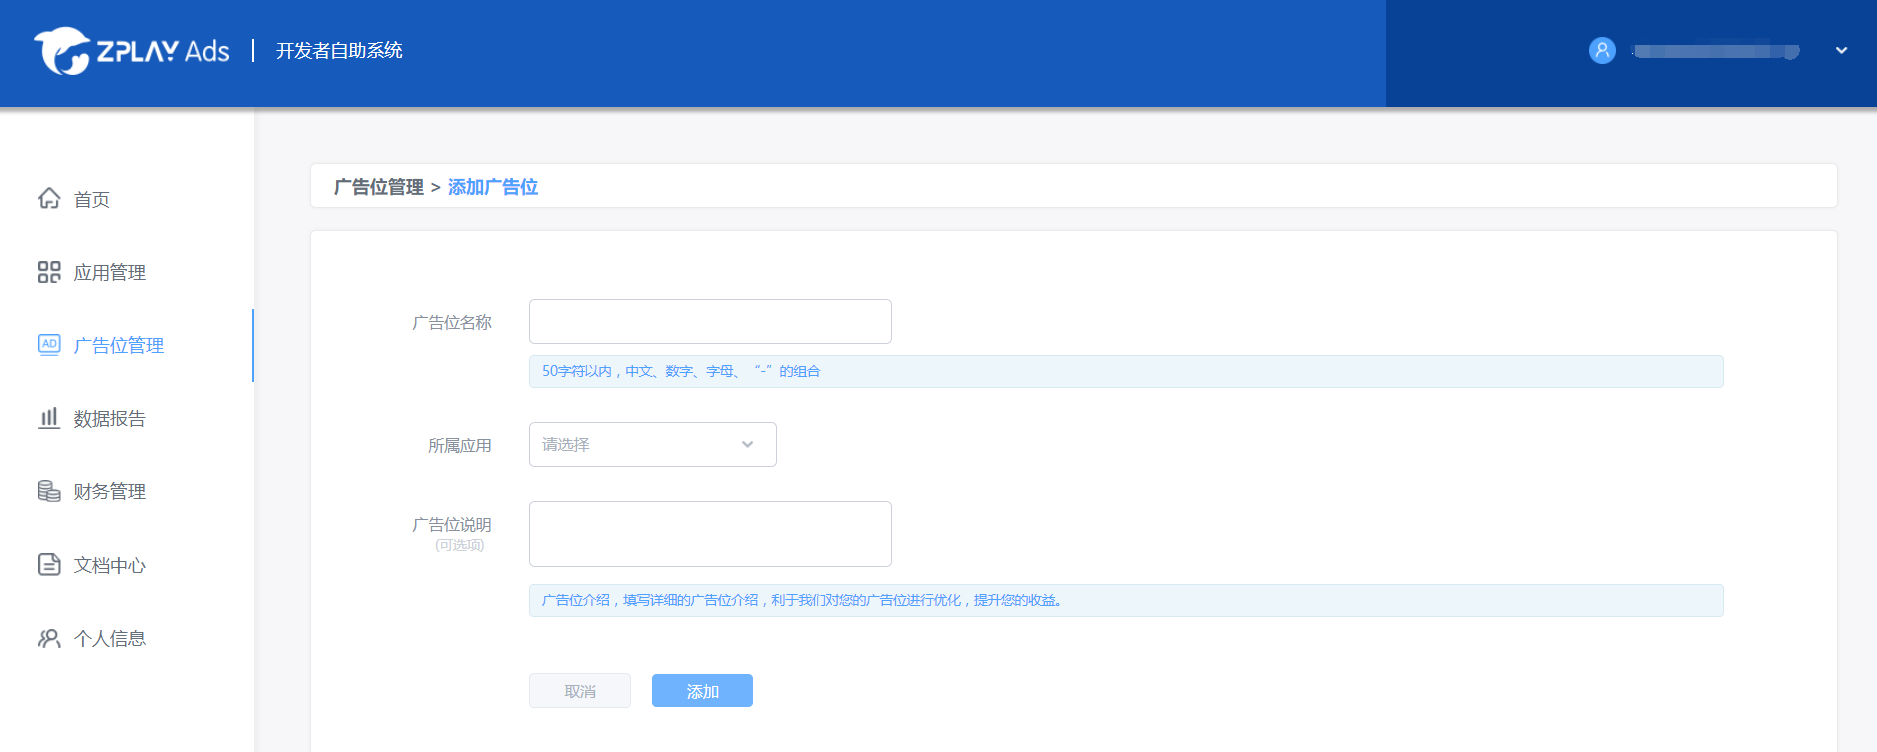 ZPLAY Ads | 开发者自助系统
首页
应用管理
AD 广告位管理
数据报告
财务管理
文档中心
个人信息
广告位管理 > 添加广告位
广告位名称
50字符以内，中文、数字、字母、“-”的组合
所属应用 请选择
广告位说明
(可选项)
广告位介绍，填写详细的广告位介绍，利于我们对您的广告位进行优化，提升您的收益。
取消 添加